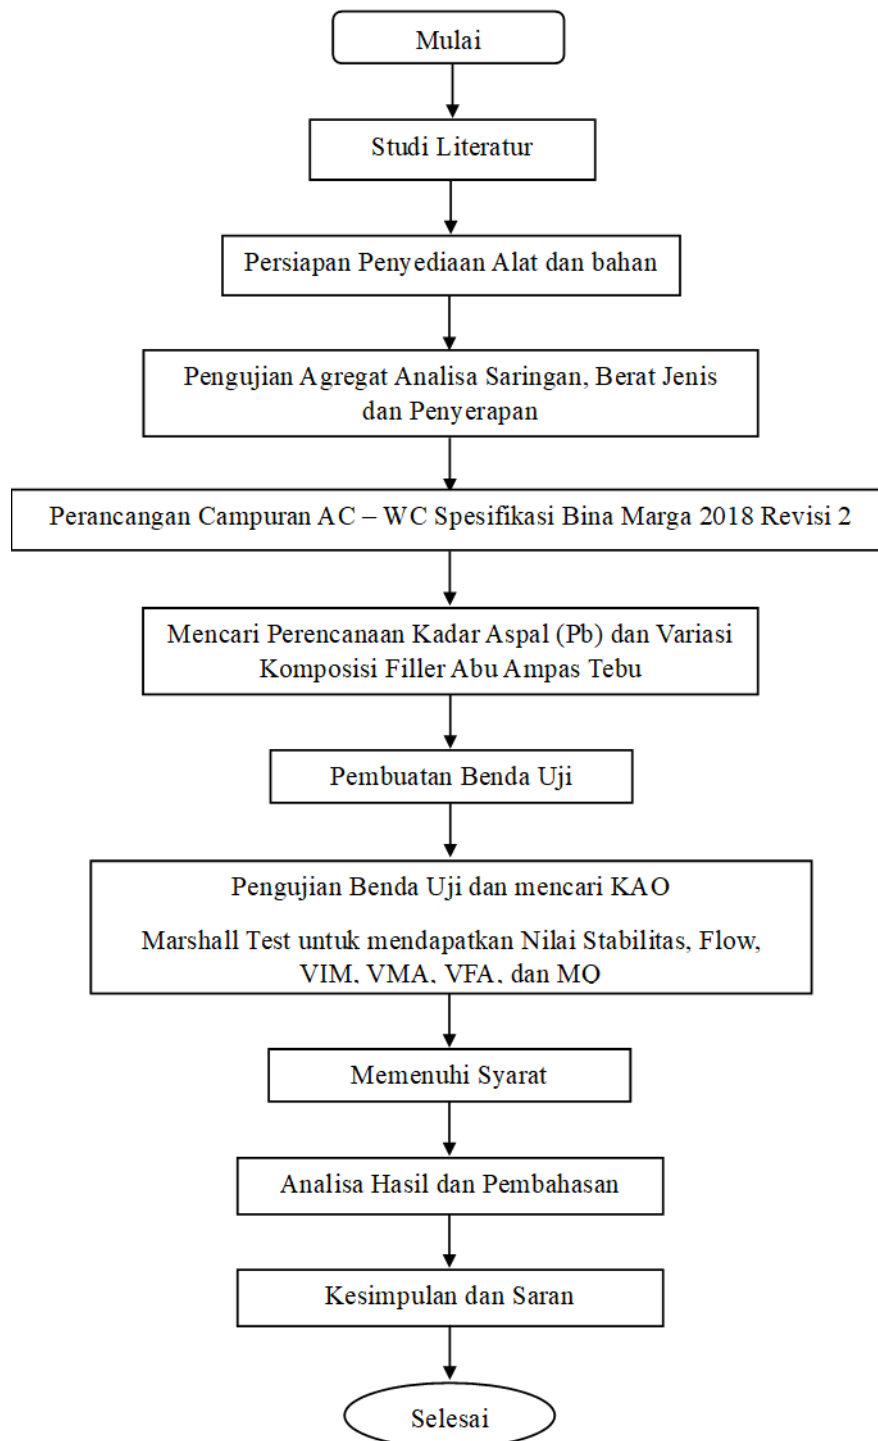 Mulai
Studi Literatur
Persiapan Penyediaan Alat dan bahan
Pengujian Agregat Analisa Saringan, Berat Jenis
dan Penyerapan
Perancangan Campuran AC – WC Spesifikasi Bina Marga 2018 Revisi 2
Mencari Perencanaan Kadar Aspal (Pb) dan Variasi
Komposisi Filler Abu Ampas Tebu
Pembuatan Benda Uji
Pengujian Benda Uji dan mencari KAO
Marshall Test untuk mendapatkan Nilai Stabilitas, Flow,
VIM, VMA, VFA, dan MQ
Memenuhi Syarat
Analisa Hasil dan Pembahasan
Kesimpulan dan Saran
Selesai